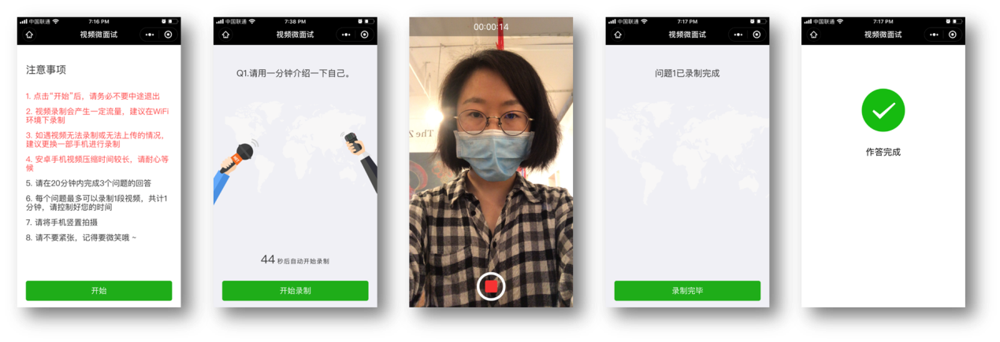 中国联通
7:16 PM
视频微面试
注意事项
1. 点击“开始”后，请务必不要中途退出
2. 视频录制会产生一定流量，建议在WiFi
环境下录制
3. 如遇视频无法录制或无法上传的情况，
建议更换一部手机进行录制
4. 安卓手机视频压缩时间较长，请耐心等
候
5. 请在20分钟内完成3个问题的回答
6. 每个问题最多可以录制1段视频，共计1
分钟，请控制好您的时间
7. 请将手机竖置拍摄
8. 请不要紧张，记得要微笑哦 ~
开始
中国联通
7:38 PM
视频微面试
Q1.请用一分钟介绍一下自己。
44 秒后自动开始录制
开始录制
00:00:14
The
中国联通
7:17 PM
视频微面试
问题1已录制完成
录制完毕
中国联通
7:17 PM
视频微面试
作答完成